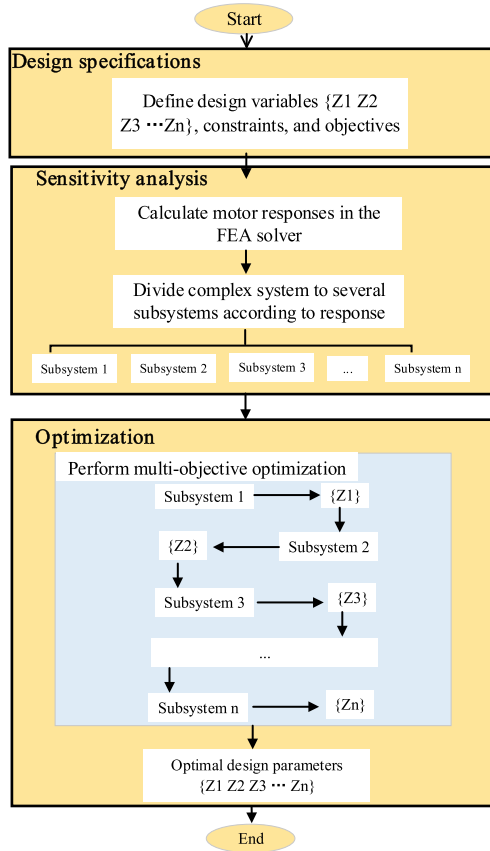 Start
Design specifications
Define design variables {Z1 Z2
Z3 ···Zn}, constraints, and objectives
Sensitivity analysis
Calculate motor responses in the
FEA solver
Divide complex system to several
subsystems according to response
Subsystem 1
Subsystem 2
Subsystem 3
...
Subsystem n
Optimization
Perform multi-objective optimization
Subsystem 1
{Z1}
{Z2}
Subsystem 2
Subsystem 3
{Z3}
...
Subsystem n
{Zn}
Optimal design parameters
{Z1 Z2 Z3 ··· Zn}
End